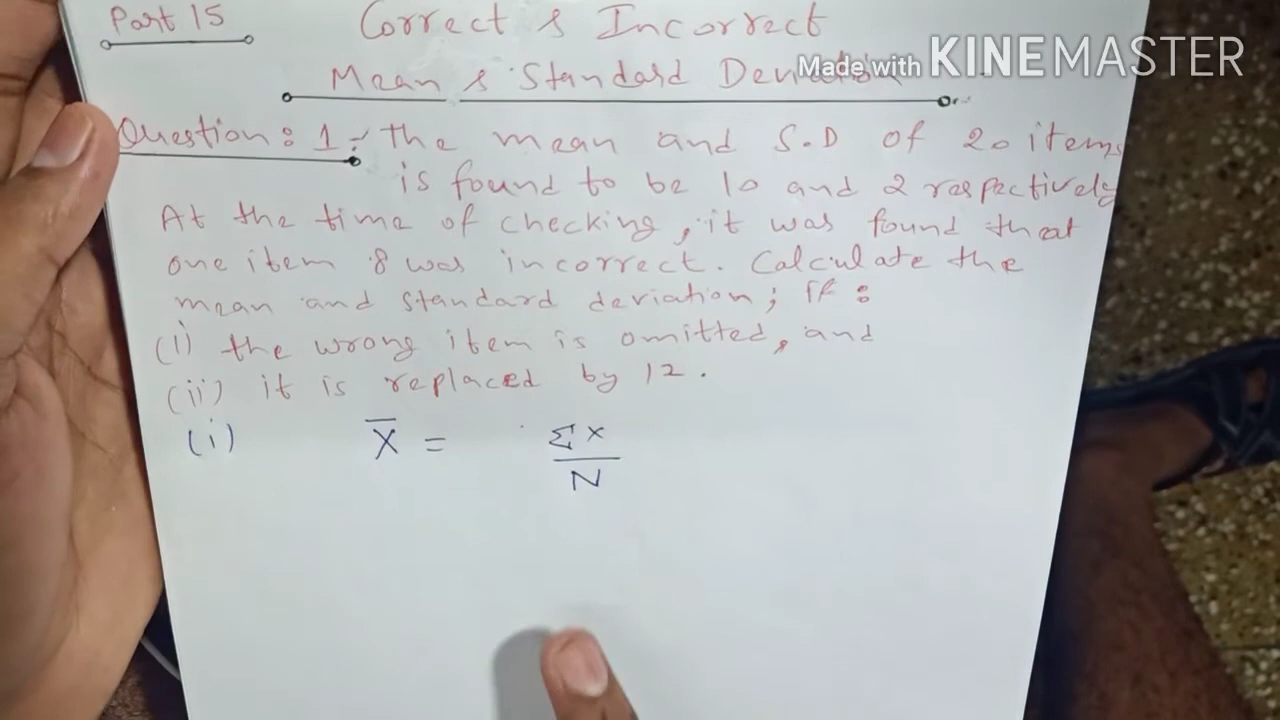 Part 15
Correct & Incorrect
Mean & Standard Deviation
Made with KINEMASTER
Question: 1:- the mean and S.D of 20 items
is found to be 10 and 2 respectively
At the time of checking, it was found that
one item 8 was incorrect. Calculate the
mean and standard deviation; if :
(i) the wrong item is omitted, and
(ii) it is replaced by 12.
(i) X̅ = Σx
N